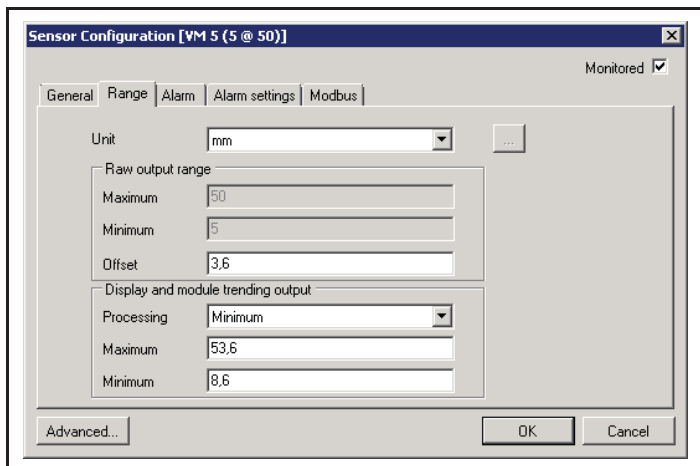 Sensor Configuration [VM 5 (5 @ 50)]
Monitored
General Range Alarm Alarm settings Modbus
Unit mm ...
Raw output range
Maximum 50
Minimum 5
Offset 3,6
Display and module trending output
Processing Minimum
Maximum 53,6
Minimum 8,6
Advanced... OK Cancel